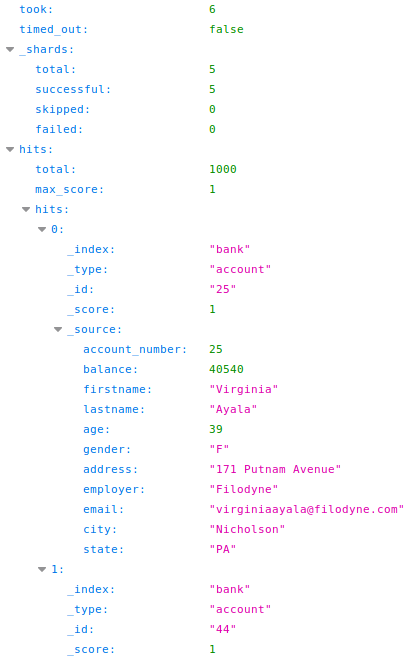 took: 6
timed_out: false
_shards:
total: 5
successful: 5
skipped: 0
failed: 0
hits:
total: 1000
max_score: 1
hits:
0:
_index: "bank"
_type: "account"
_id: "25"
_score: 1
_source:
account_number: 25
balance: 40540
firstname: "Virginia"
lastname: "Ayala"
age: 39
gender: "F"
address: "171 Putnam Avenue"
employer: "Filodyne"
email: "virginiaayala@filodyne.com"
city: "Nicholson"
state: "PA"
1:
_index: "bank"
_type: "account"
_id: "44"
_score: 1